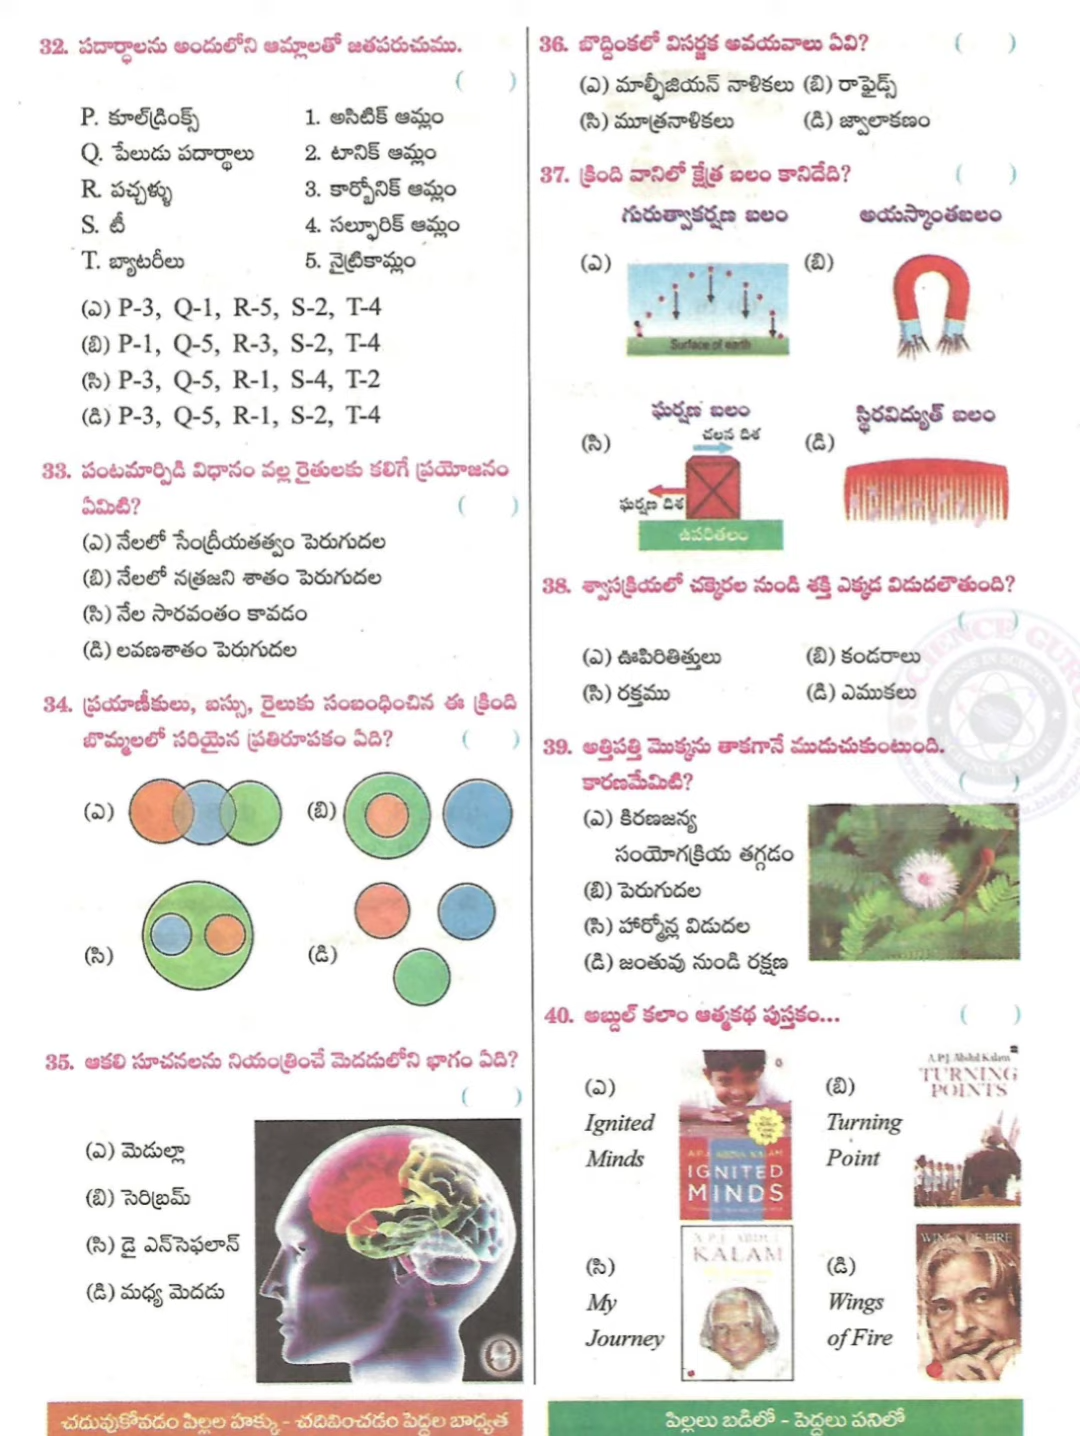 32. పదార్థాలను అందులోని ఆమ్లాలతో జతపరుచుము.
( )
P. కూల్‌డ్రింక్స్ 1. అసిటిక్ ఆమ్లం
Q. పేలుడు పదార్థాలు 2. టానిక్ ఆమ్లం
R. పచ్చళ్ళు 3. కార్బోనిక్ ఆమ్లం
S. టీ 4. సల్ఫూరిక్ ఆమ్లం
T. బ్యాటరీలు 5. నైట్రికామ్లం
(ఎ) P-3, Q-1, R-5, S-2, T-4
(బి) P-1, Q-5, R-3, S-2, T-4
(సి) P-3, Q-5, R-1, S-4, T-2
(డి) P-3, Q-5, R-1, S-2, T-4
33. పంటమార్పిడి విధానం వల్ల రైతులకు కలిగే ప్రయోజనం
ఏమిటి? ( )
(ఎ) నేలలో సేంద్రీయతత్వం పెరుగుదల
(బి) నేలలో నత్రజని శాతం పెరుగుదల
(సి) నేల సారవంతం కావడం
(డి) లవణశాతం పెరుగుదల
34. ప్రయాణీకులు, బస్సు, రైలుకు సంబంధించిన ఈ క్రింది
బొమ్మలలో సరియైన ప్రతిరూపకం ఏది? ( )
(ఎ) (బి)
(సి) (డి)
35. ఆకలి సూచనలను నియంత్రించే మెదడులోని భాగం ఏది?
( )
(ఎ) మెడుల్లా
(బి) సెరిబ్రమ్
(సి) డై ఎన్‌సెఫలాన్
(డి) మధ్య మెదడు
చదువుకోవడం పిల్లల హక్కు - చదివించడం పెద్దల బాధ్యత
36. బొద్దింకలో విసర్జక అవయవాలు ఏవి? ( )
(ఎ) మాల్ఫీజియన్ నాళికలు (బి) రాఫైడ్స్
(సి) మూత్రనాళికలు (డి) జ్వాలాకణం
37. క్రింది వానిలో క్షేత్ర బలం కానిదేది? ( )
గురుత్వాకర్షణ బలం అయస్కాంతబలం
(ఎ) (బి)
Surface of earth
ఘర్షణ బలం స్థిరవిద్యుత్ బలం
(సి) చలన దిశ (డి)
ఘర్షణ దిశ
ఉపరితలం
38. శ్వాసక్రియలో చక్కెరల నుండి శక్తి ఎక్కడ విడుదలౌతుంది?
( )
(ఎ) ఊపిరితిత్తులు (బి) కండరాలు
(సి) రక్తము (డి) ఎముకలు
39. అత్తిపత్తి మొక్కను తాకగానే ముడుచుకుంటుంది.
కారణమేమిటి? ( )
(ఎ) కిరణజన్య
సంయోగక్రియ తగ్గడం
(బి) పెరుగుదల
(సి) హార్మోన్ల విడుదల
(డి) జంతువు నుండి రక్షణ
40. అబ్దుల్ కలాం ఆత్మకథ పుస్తకం... ( )
(ఎ)
Ignited
Minds
IGNITED
MINDS
(బి)
Turning
Point
A.P.J. Abdul Kalam
TURNING
POINTS
(సి)
My
Journey
A.P.J. ABDUL
KALAM
(డి)
Wings
of Fire
WINGS OF FIRE
పిల్లలు బడిలో - పెద్దలు పనిలో
SCIENCE GURU